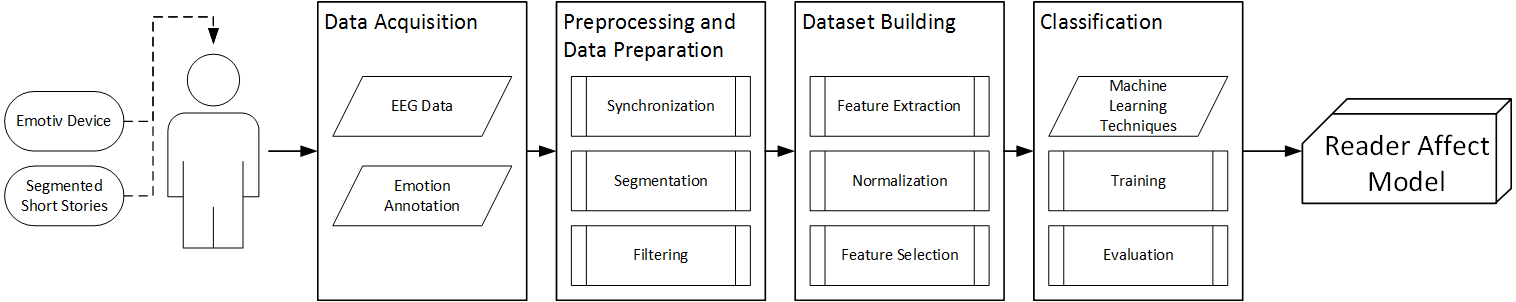 Emotiv Device
Segmented
Short Stories
Data Acquisition
EEG Data
Emotion
Annotation
Preprocessing and
Data Preparation
Synchronization
Segmentation
Filtering
Dataset Building
Feature Extraction
Normalization
Feature Selection
Classification
Machine
Learning
Techniques
Training
Evaluation
Reader Affect
Model